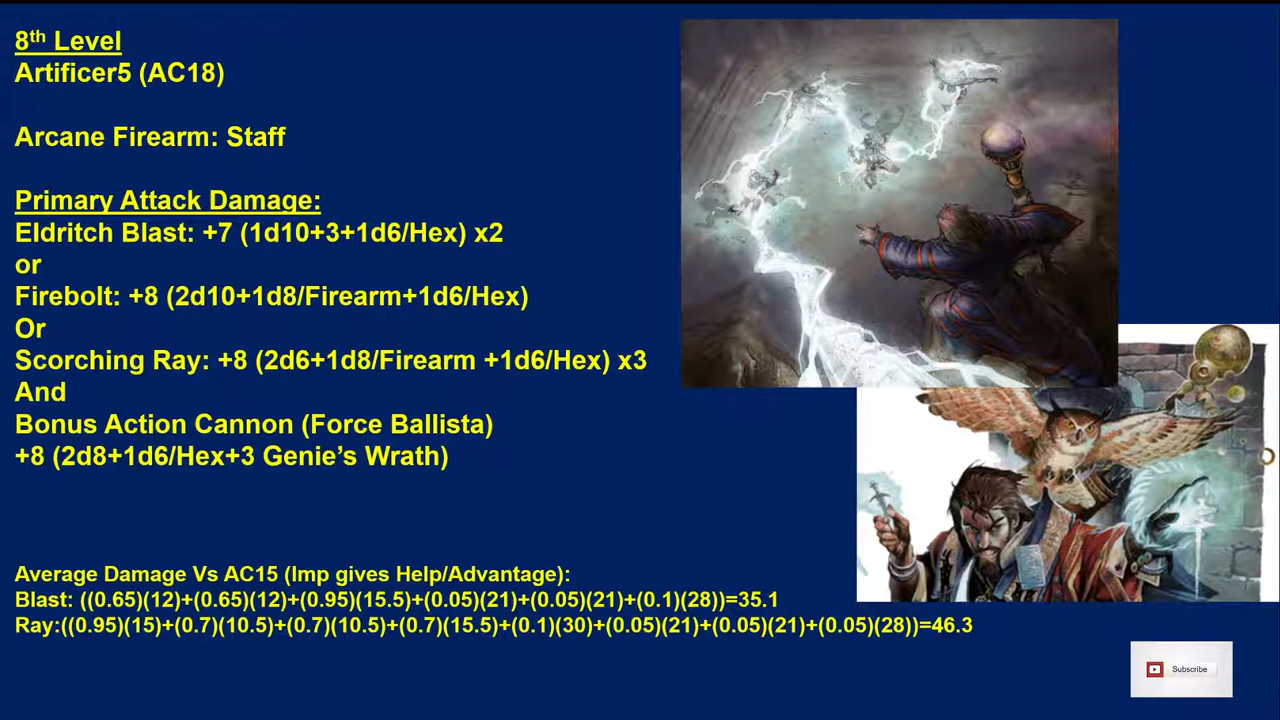 8th Level
Artificer5 (AC18)
Arcane Firearm: Staff
Primary Attack Damage:
Eldritch Blast: +7 (1d10+3+1d6/Hex) x2
or
Firebolt: +8 (2d10+1d8/Firearm+1d6/Hex)
Or
Scorching Ray: +8 (2d6+1d8/Firearm +1d6/Hex) x3
And
Bonus Action Cannon (Force Ballista)
+8 (2d8+1d6/Hex+3 Genie's Wrath)
Average Damage Vs AC15 (Imp gives Help/Advantage):
Blast: ((0.65)(12)+(0.65)(12)+(0.95)(15.5)+(0.05)(21)+(0.05)(21)+(0.1)(28))=35.1
Ray:((0.95)(15)+(0.7)(10.5)+(0.7)(10.5)+(0.7)(15.5)+(0.1)(30)+(0.05)(21)+(0.05)(21)+(0.05)(28))=46.3
Subscribe